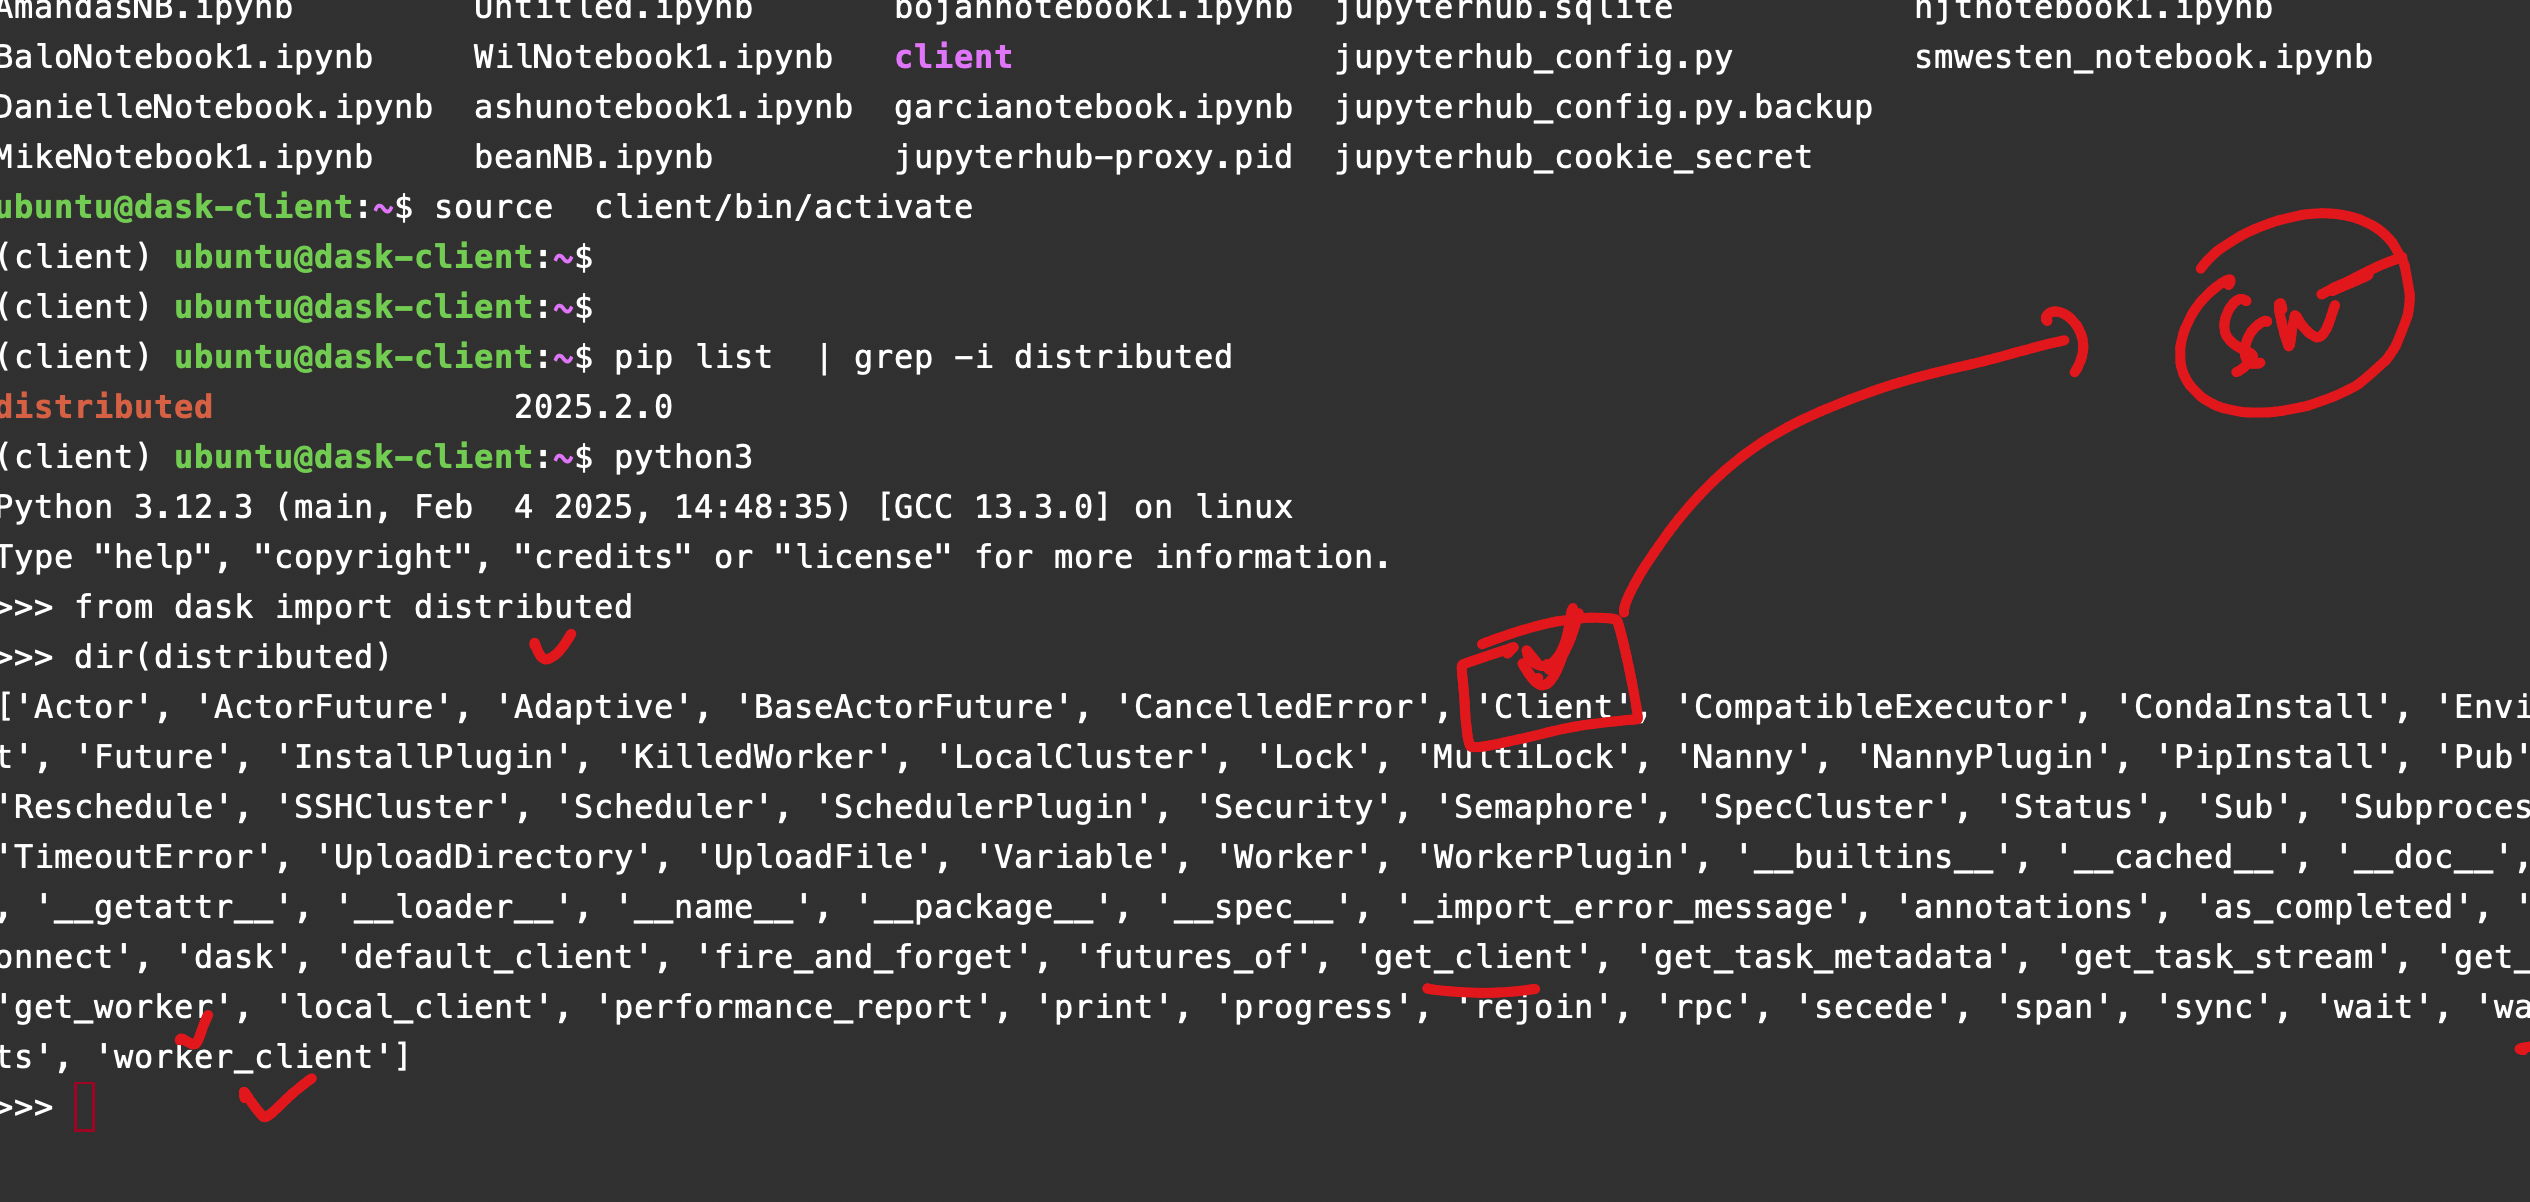 AmandasNB.ipynb Untitled.ipynb bojannotebook1.ipynb jupyterhub.sqlite njtnotebook1.ipynb
BaloNotebook1.ipynb WilNotebook1.ipynb client jupyterhub_config.py smwesten_notebook.ipynb
DanielleNotebook.ipynb ashunotebook1.ipynb garcianotebook.ipynb jupyterhub_config.py.backup
MikeNotebook1.ipynb beanNB.ipynb jupyterhub-proxy.pid jupyterhub_cookie_secret
ubuntu@dask-client:~$ source  client/bin/activate
(client) ubuntu@dask-client:~$
(client) ubuntu@dask-client:~$
(client) ubuntu@dask-client:~$ pip list  | grep -i distributed
distributed 2025.2.0
(client) ubuntu@dask-client:~$ python3
Python 3.12.3 (main, Feb  4 2025, 14:48:35) [GCC 13.3.0] on linux
Type "help", "copyright", "credits" or "license" for more information.
>>> from dask import distributed
>>> dir(distributed)
['Actor', 'ActorFuture', 'Adaptive', 'BaseActorFuture', 'CancelledError', 'Client', 'CompatibleExecutor', 'CondaInstall', 'Envi
t', 'Future', 'InstallPlugin', 'KilledWorker', 'LocalCluster', 'Lock', 'MultiLock', 'Nanny', 'NannyPlugin', 'PipInstall', 'Pub'
'Reschedule', 'SSHCluster', 'Scheduler', 'SchedulerPlugin', 'Security', 'Semaphore', 'SpecCluster', 'Status', 'Sub', 'Subproces
'TimeoutError', 'UploadDirectory', 'UploadFile', 'Variable', 'Worker', 'WorkerPlugin', '__builtins__', '__cached__', '__doc__',
, '__getattr__', '__loader__', '__name__', '__package__', '__spec__', '_import_error_message', 'annotations', 'as_completed', '
onnect', 'dask', 'default_client', 'fire_and_forget', 'futures_of', 'get_client', 'get_task_metadata', 'get_task_stream', 'get_
'get_worker', 'local_client', 'performance_report', 'print', 'progress', 'rejoin', 'rpc', 'secede', 'span', 'sync', 'wait', 'wa
ts', 'worker_client']
>>>